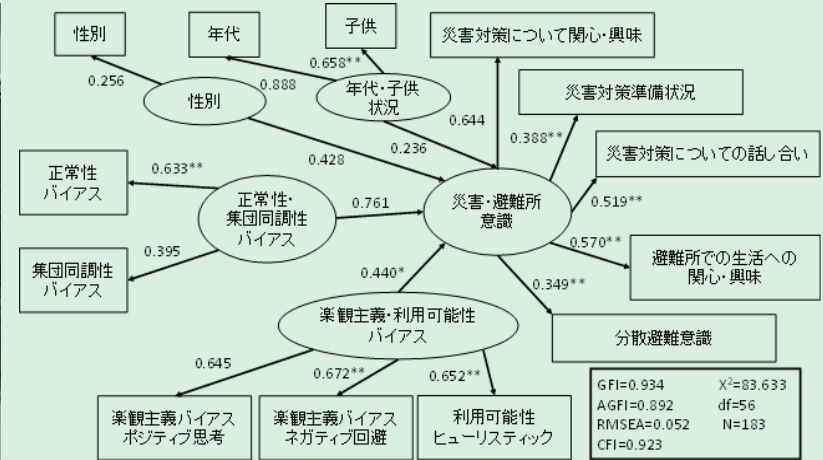 性別
年代
子供
災害対策について関心・興味
0.658**
0.256
性別
0.888
年代・子供
状況
災害対策準備状況
0.644
0.388**
0.428
0.236
災害対策についての話し合い
正常性
バイアス
0.633**
正常性・
集団同調性
バイアス
0.761
災害・避難所
意識
0.519**
0.570**
避難所での生活への
関心・興味
集団同調性
バイアス
0.395
0.440*
0.349**
楽観主義・利用可能性
バイアス
分散避難意識
0.645
0.672**
0.652**
楽観主義バイアス
ポジティブ思考
楽観主義バイアス
ネガティブ回避
利用可能性
ヒューリスティック
GFI=0.934 X²=83.633
AGFI=0.892 df=56
RMSEA=0.052 N=183
CFI=0.923